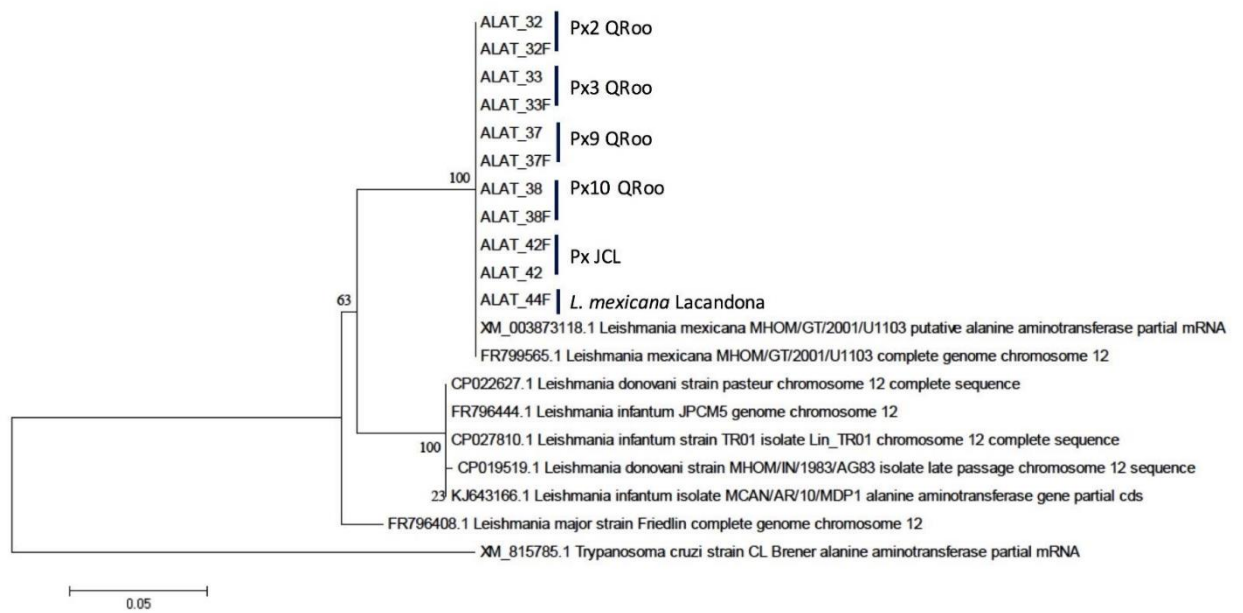 ALAT_32
Px2 QRoo
ALAT_32F
ALAT_33
Px3 QRoo
ALAT_33F
ALAT_37
Px9 QRoo
ALAT_37F
100
ALAT_38
Px10 QRoo
ALAT_38F
ALAT_42F
Px JCL
ALAT_42
ALAT_44F
L. mexicana Lacandona
63
XM_003873118.1 Leishmania mexicana MHOM/GT/2001/U1103 putative alanine aminotransferase partial mRNA
FR799565.1 Leishmania mexicana MHOM/GT/2001/U1103 complete genome chromosome 12
CP022627.1 Leishmania donovani strain pasteur chromosome 12 complete sequence
FR796444.1 Leishmania infantum JPCM5 genome chromosome 12
CP027810.1 Leishmania infantum strain TR01 isolate Lin_TR01 chromosome 12 complete sequence
100
CP019519.1 Leishmania donovani strain MHOM/IN/1983/AG83 isolate late passage chromosome 12 sequence
23
KJ643166.1 Leishmania infantum isolate MCAN/AR/10/MDP1 alanine aminotransferase gene partial cds
FR796408.1 Leishmania major strain Friedlin complete genome chromosome 12
XM_815785.1 Trypanosoma cruzi strain CL Brener alanine aminotransferase partial mRNA
0.05